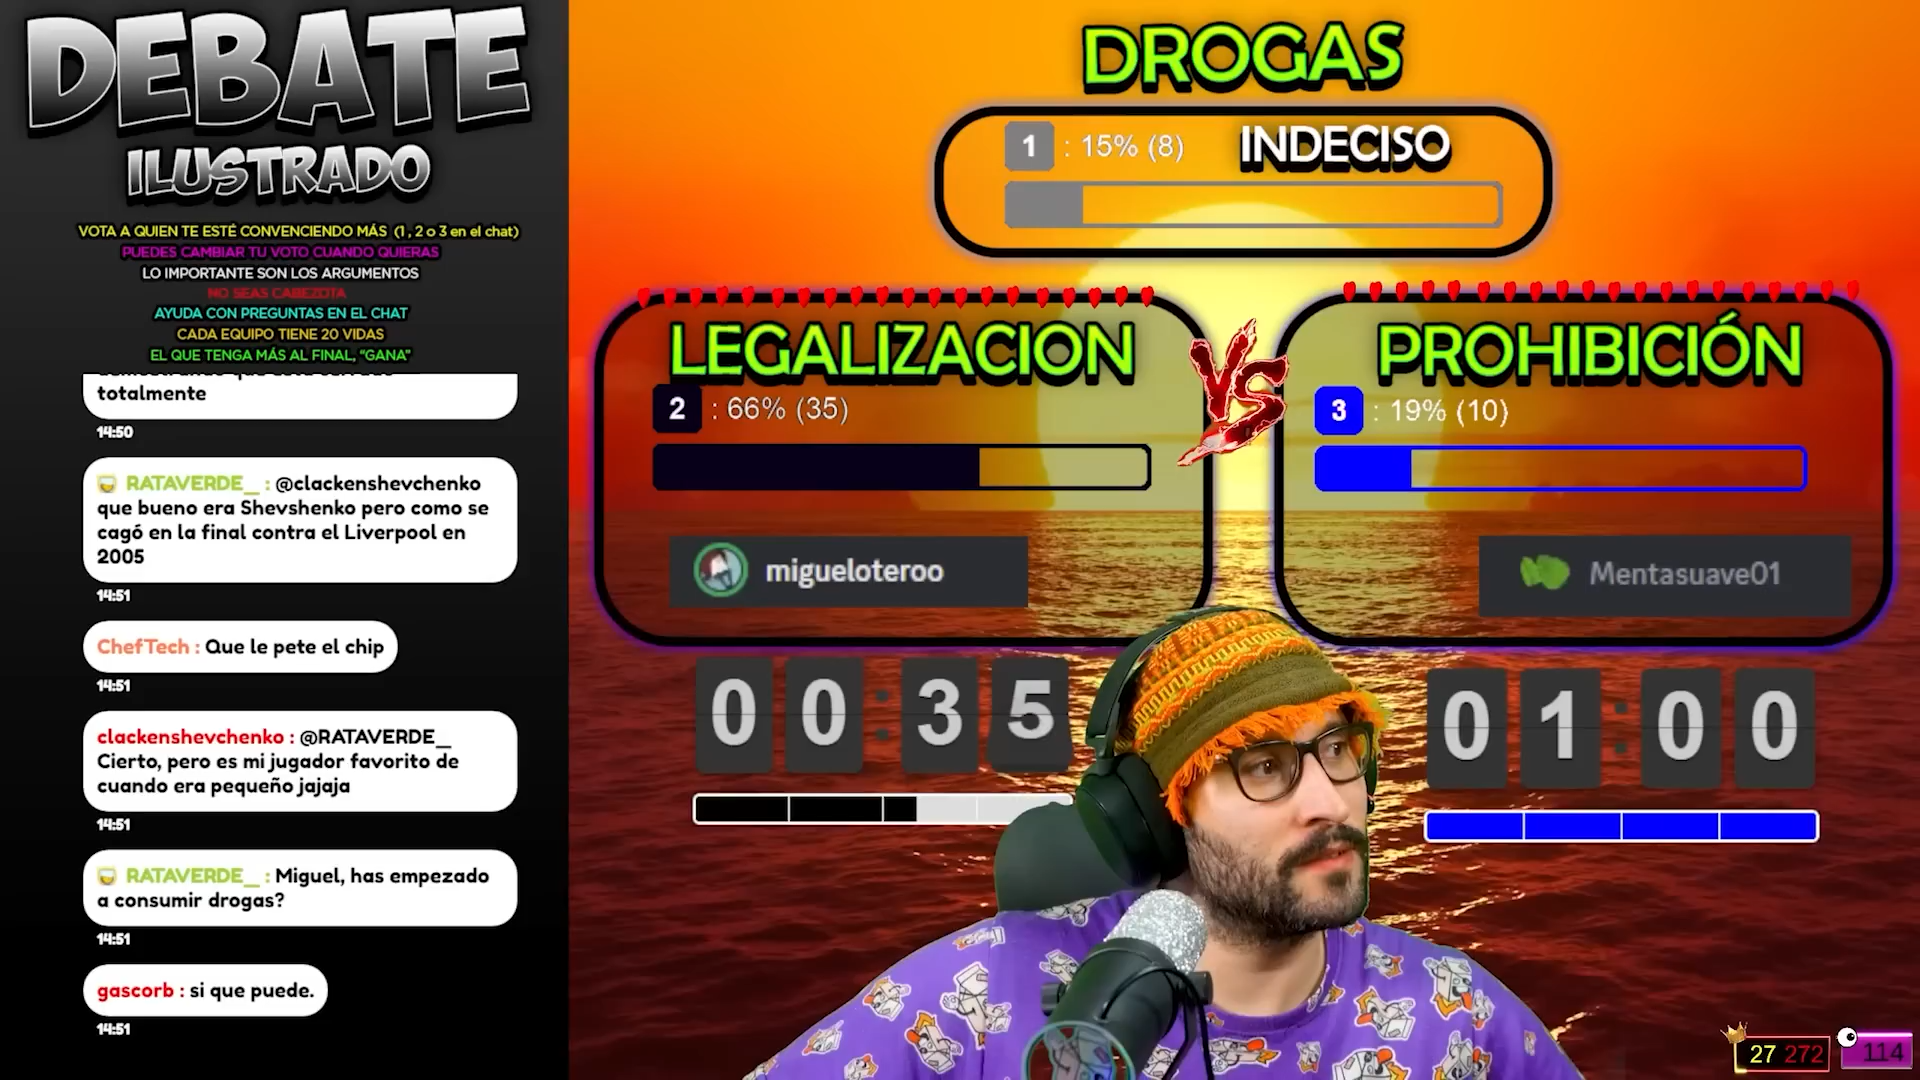 DEBATE
ILUSTRADO
VOTA A QUIEN TE ESTÉ CONVENCIENDO MÁS (1 , 2 o 3 en el chat)
PUEDES CAMBIAR TU VOTO CUANDO QUIERAS
LO IMPORTANTE SON LOS ARGUMENTOS
NO SEAS CABEZOTA
AYUDA CON PREGUNTAS EN EL CHAT
CADA EQUIPO TIENE 20 VIDAS
EL QUE TENGA MÁS AL FINAL, "GANA"
totalmente
14:50
RATAVERDE_ : @clackenshevchenko
que bueno era Shevshenko pero como se
cagó en la final contra el Liverpool en
2005
14:51
ChefTech : Que le pete el chip
14:51
clackenshevchenko : @RATAVERDE_
Cierto, pero es mi jugador favorito de
cuando era pequeño jajaja
14:51
RATAVERDE_ : Miguel, has empezado
a consumir drogas?
14:51
gascorb : si que puede.
14:51
DROGAS
1 : 15% (8) INDECISO
LEGALIZACION
2 : 66% (35)
migueloteroo
00:35
VS
PROHIBICIÓN
3 : 19% (10)
Mentasuave01
01:00
27 272
114